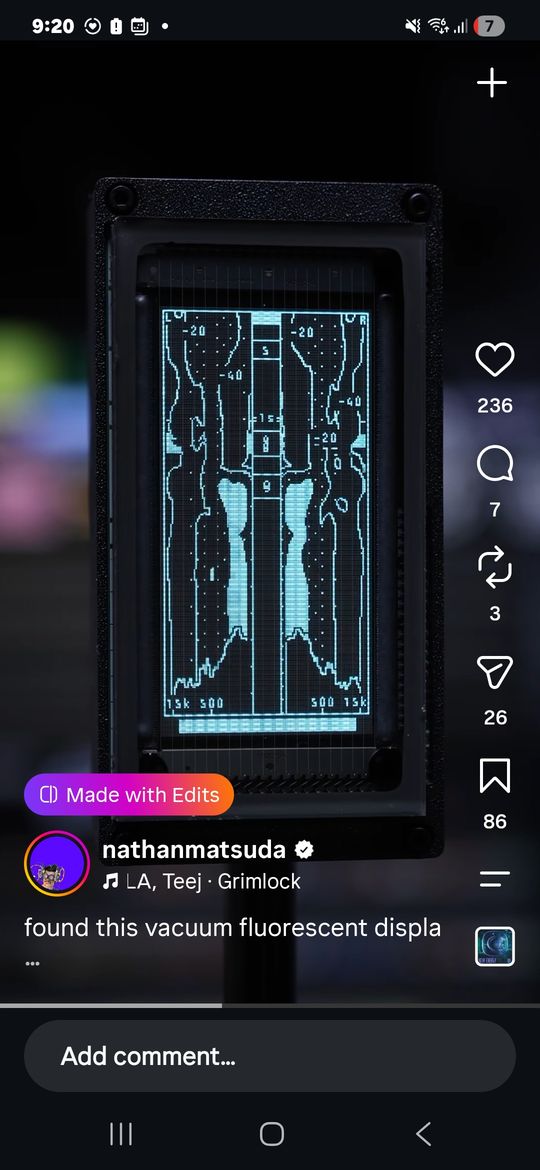 9:20
7
L
R
-20
-20
5
-40
-40
-15-
-20
0
15k 500
500 15k
236
7
3
26
86
Made with Edits
nathanmatsuda
LA, Teej · Grimlock
found this vacuum fluorescent displa
...
Add comment...